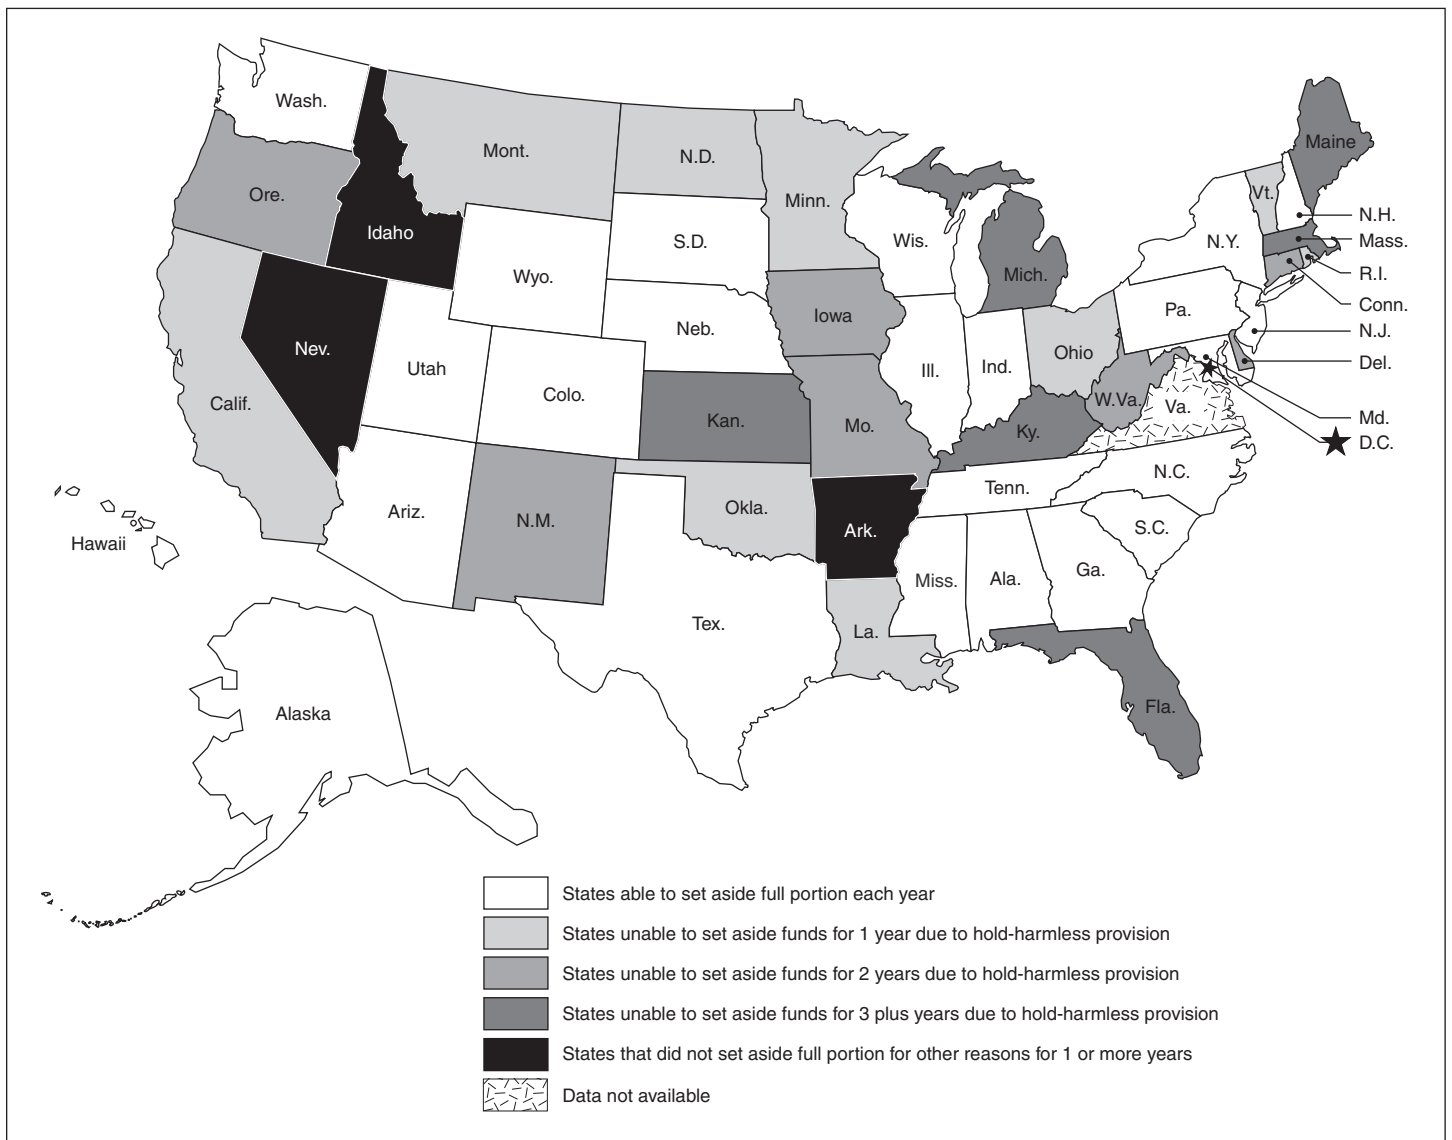 Wash.
Mont.
N.D.
Minn.
Maine
Vt.
Ore.
Idaho
S.D.
Wis.
Mich.
N.Y.
N.H.
Mass.
R.I.
Conn.
N.J.
Del.
Md.
D.C.
Wyo.
Iowa
Pa.
Neb.
Nev.
Utah
Colo.
Ill.
Ind.
Ohio
Calif.
Kan.
Mo.
Ky.
W.Va.
Va.
Ariz.
N.M.
Okla.
Ark.
Tenn.
N.C.
S.C.
Hawaii
Miss.
Ala.
Ga.
Tex.
La.
Fla.
Alaska
States able to set aside full portion each year
States unable to set aside funds for 1 year due to hold-harmless provision
States unable to set aside funds for 2 years due to hold-harmless provision
States unable to set aside funds for 3 plus years due to hold-harmless provision
States that did not set aside full portion for other reasons for 1 or more years
Data not available